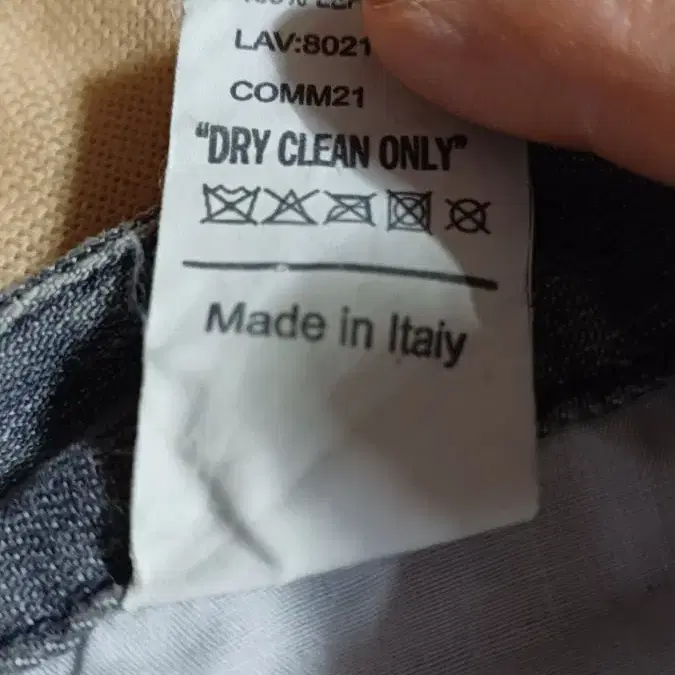 LAV:8021
COMM21
"DRY CLEAN ONLY"
Made in Italy